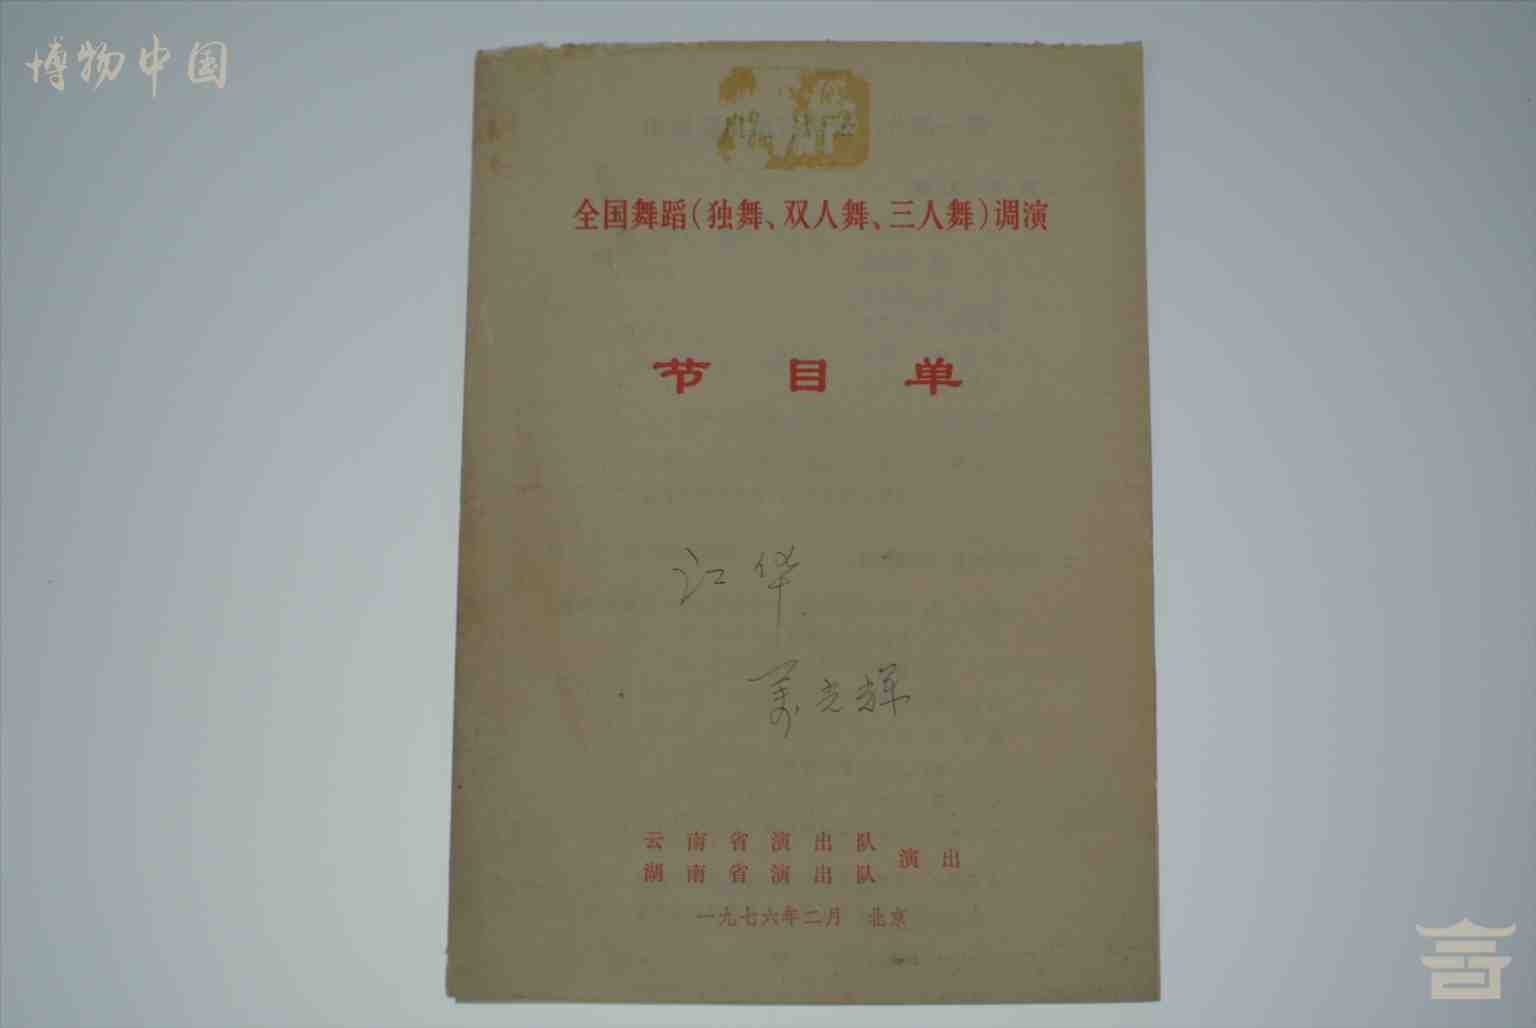 博物中国
全国舞蹈(独舞、双人舞、三人舞)调演
节目单
江华
万光辉
云南省演出队
湖南省演出队
演出
一九七六年二月 北京